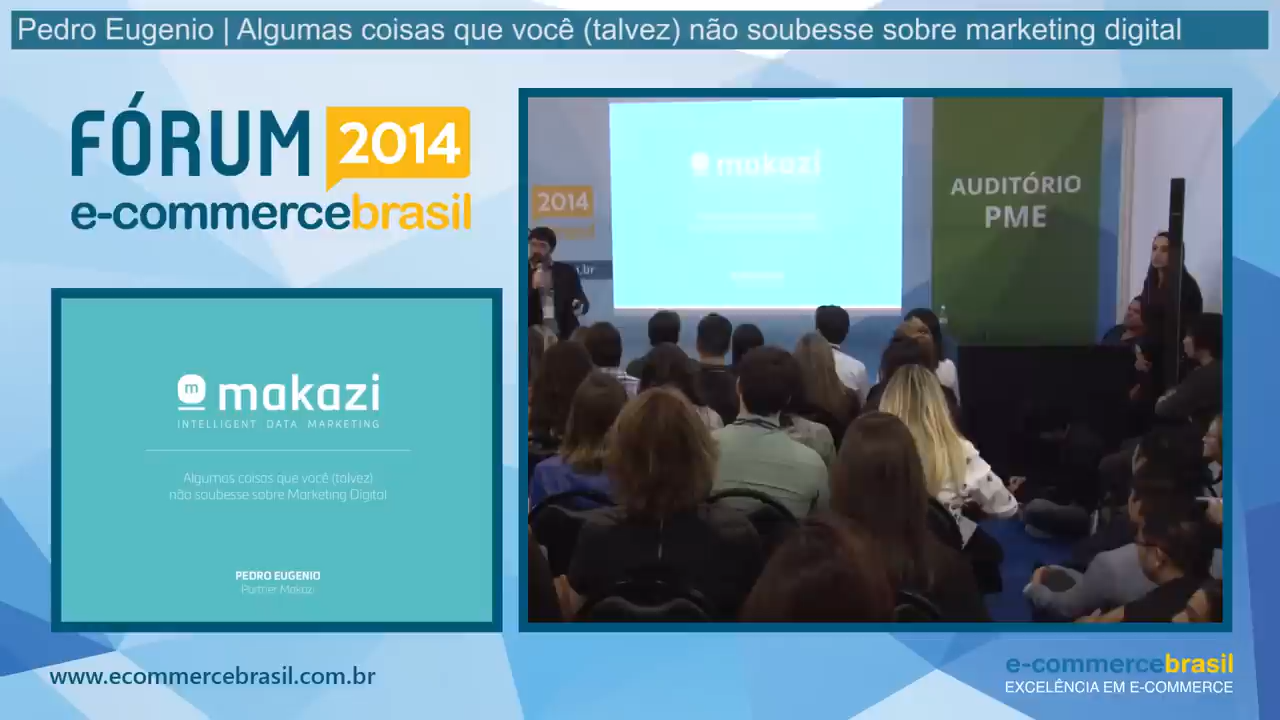 Pedro Eugenio | Algumas coisas que você (talvez) não soubesse sobre marketing digital
FÓRUM 2014
e-commercebrasil
2014
.br
makazi
AUDITÓRIO
PME
m makazi
INTELLIGENT DATA MARKETING
Algumas coisas que você (talvez)
não soubesse sobre Marketing Digital
PEDRO EUGENIO
Partner Makazi
www.ecommercebrasil.com.br
e-commercebrasil
EXCELÊNCIA EM E-COMMERCE